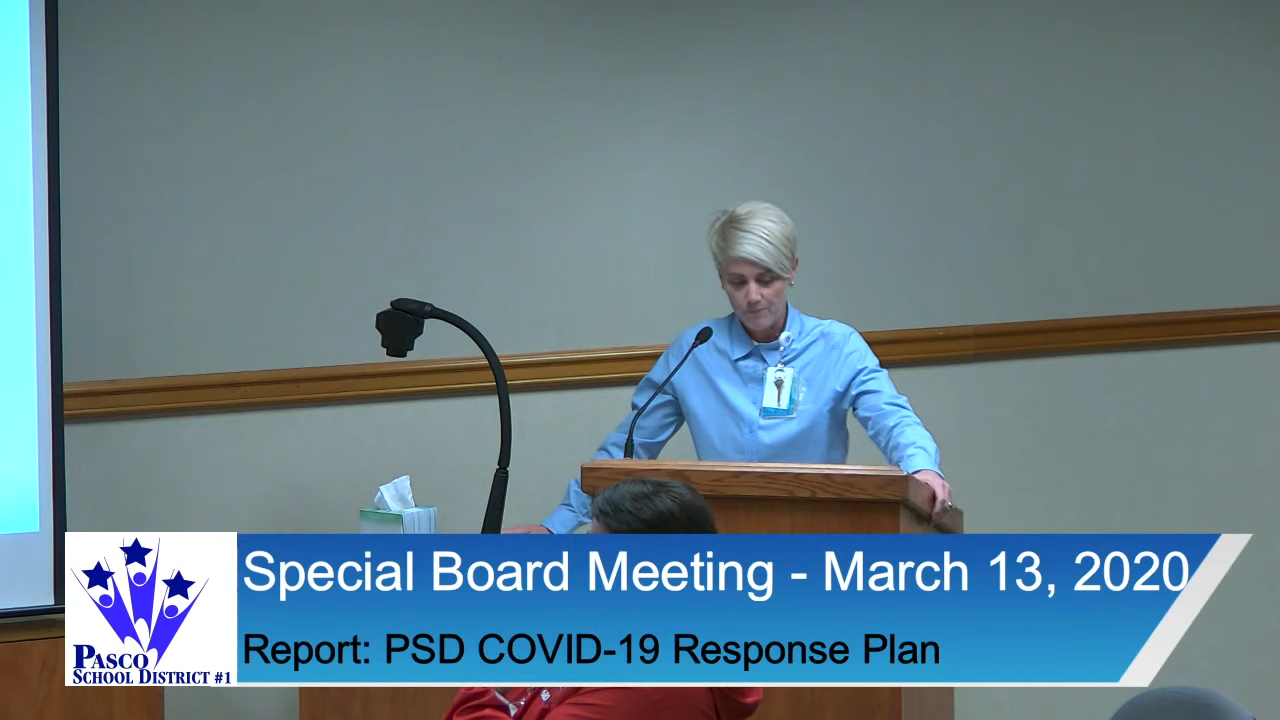 Special Board Meeting - March 13, 2020
Report: PSD COVID-19 Response Plan
PASCO
SCHOOL DISTRICT #1